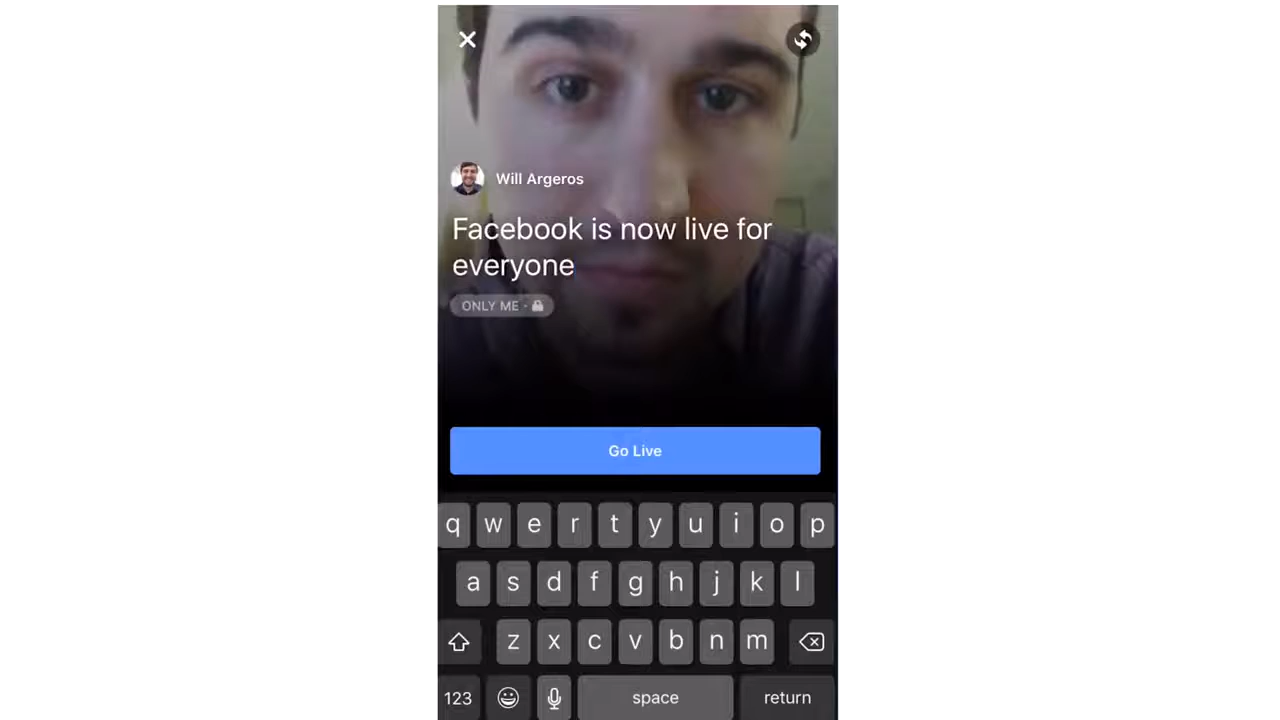 Will Argeros
Facebook is now live for
everyone
ONLY ME ·
Go Live
q w e r t y u i o p
a s d f g h j k l
z x c v b n m
123 space return